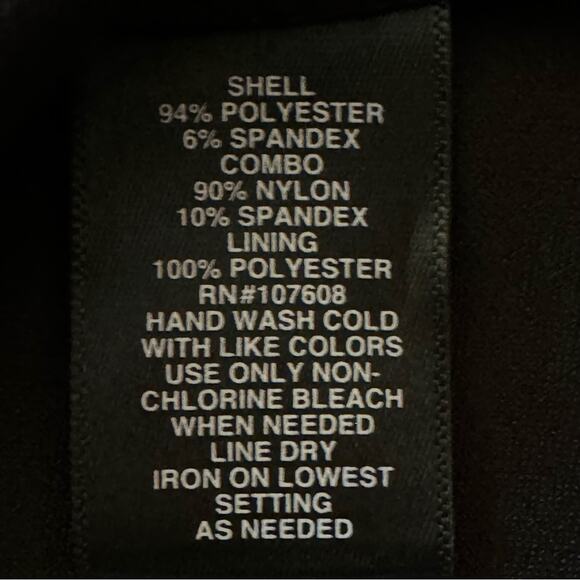 SHELL
94% POLYESTER
6% SPANDEX
COMBO
90% NYLON
10% SPANDEX
LINING
100% POLYESTER
RN#107608
HAND WASH COLD
WITH LIKE COLORS
USE ONLY NON-
CHLORINE BLEACH
WHEN NEEDED
LINE DRY
IRON ON LOWEST
SETTING
AS NEEDED